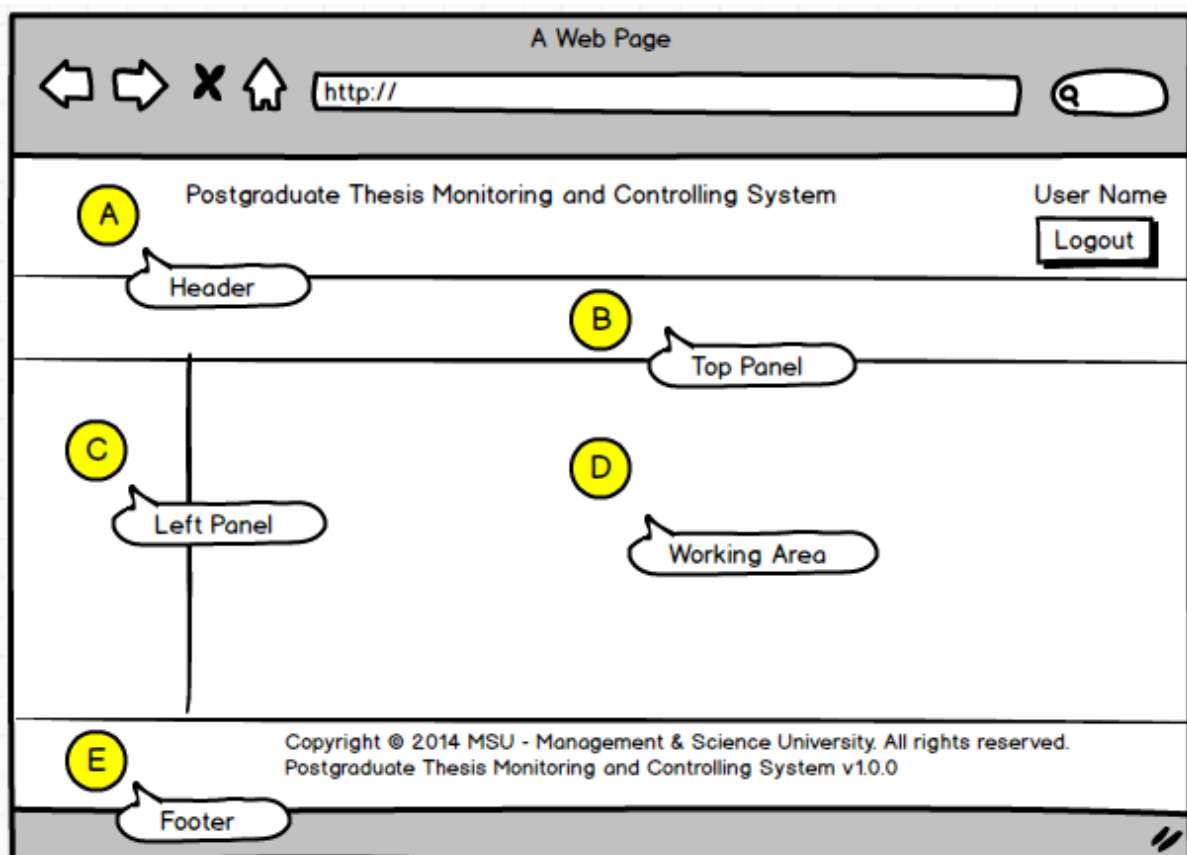 A Web Page
http://
Postgraduate Thesis Monitoring and Controlling System
User Name
A
Logout
Header
B
Top Panel
C
D
Left Panel
Working Area
Copyright © 2014 MSU - Management & Science University. All rights reserved.
E
Postgraduate Thesis Monitoring and Controlling System v1.0.0
Footer